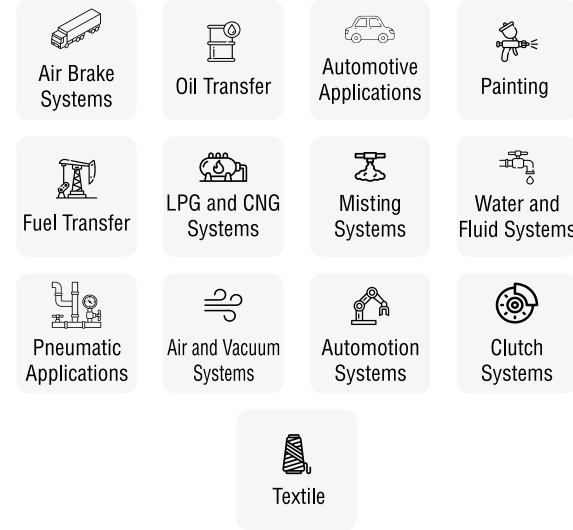 Air Brake
Systems
Oil Transfer
Automotive
Applications
Painting
Fuel Transfer
LPG and CNG
Systems
Misting
Systems
Water and
Fluid Systems
Pneumatic
Applications
Air and Vacuum
Systems
Automotion
Systems
Clutch
Systems
Textile